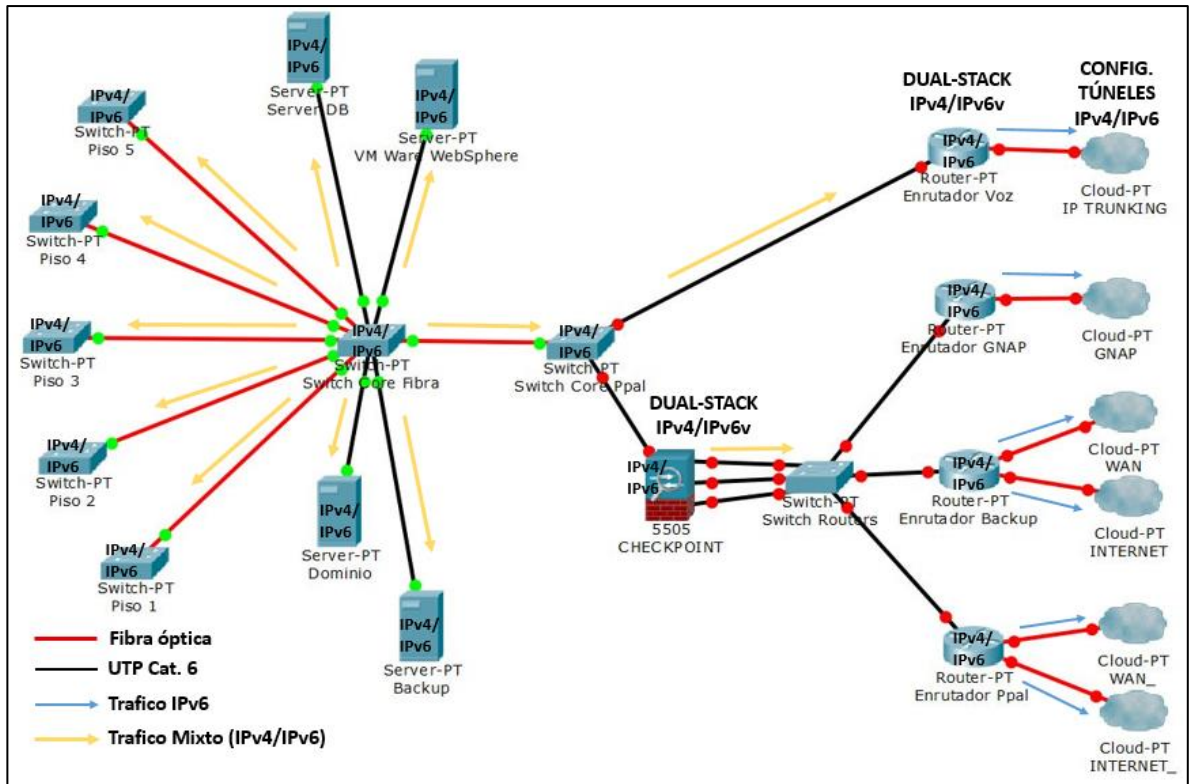 IPv4/
IPv6
Server-PT
Server DB
IPv4/
IPv6
Server-PT
VM Ware WebSphere
IPv4/
IPv6
Switch-PT
Piso 5
IPv4/
IPv6
Switch-PT
Piso 4
IPv4/
IPv6
Switch-PT
Piso 3
IPv4/
IPv6
Switch-PT
Piso 2
IPv4/
IPv6
Switch-PT
Piso 1
IPv4/
IPv6
Switch-PT
Switch Core Fibra
IPv4/
IPv6
Server-PT
Dominio
IPv4/
IPv6
Server-PT
Backup
IPv4/
IPv6
Switch-PT
Switch Core Ppal
DUAL-STACK
IPv4/IPv6v
IPv4/
IPv6
5505
CHECKPOINT
Switch-PT
Switch Routers
DUAL-STACK
IPv4/IPv6v
IPv4/
IPv6
Router-PT
Enrutador Voz
CONFIG.
TÚNELES
IPv4/IPv6
Cloud-PT
IP TRUNKING
IPv4/
IPv6
Router-PT
Enrutador GNAP
Cloud-PT
GNAP
IPv4/
IPv6
Router-PT
Enrutador Backup
Cloud-PT
WAN
Cloud-PT
INTERNET
IPv4/
IPv6
Router-PT
Enrutador Ppal
Cloud-PT
WAN_
Cloud-PT
INTERNET_
Fibra óptica
UTP Cat. 6
Trafico IPv6
Trafico Mixto (IPv4/IPv6)